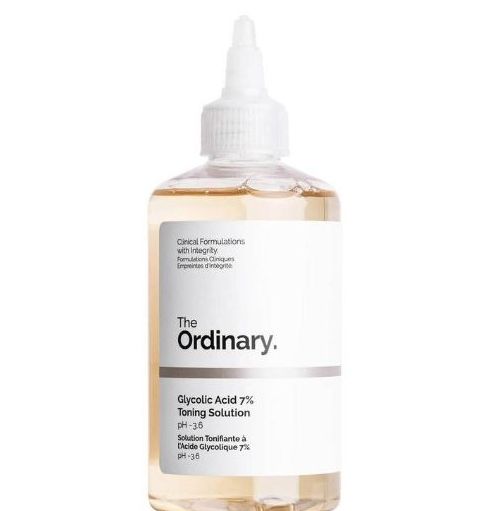 Clinical Formulations
with Integrity.
Formulations Cliniques
Empreintes d'Intégrité.
The
Ordinary.
Glycolic Acid 7%
Toning Solution
pH ~3.6
Solution Tonifiante à
l'Acide Glycolique 7%
pH ~3.6